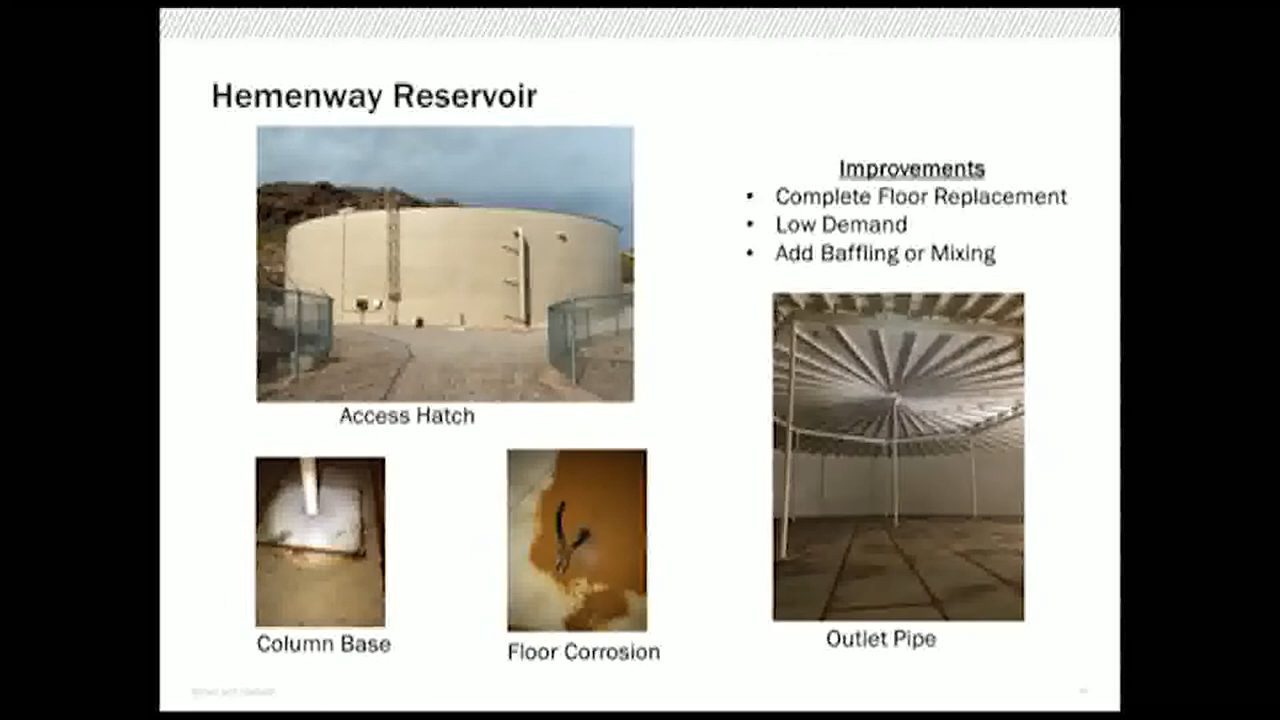 Hemenway Reservoir
Improvements
• Complete Floor Replacement
• Low Demand
• Add Baffling or Mixing
Access Hatch
Column Base
Floor Corrosion
Outlet Pipe